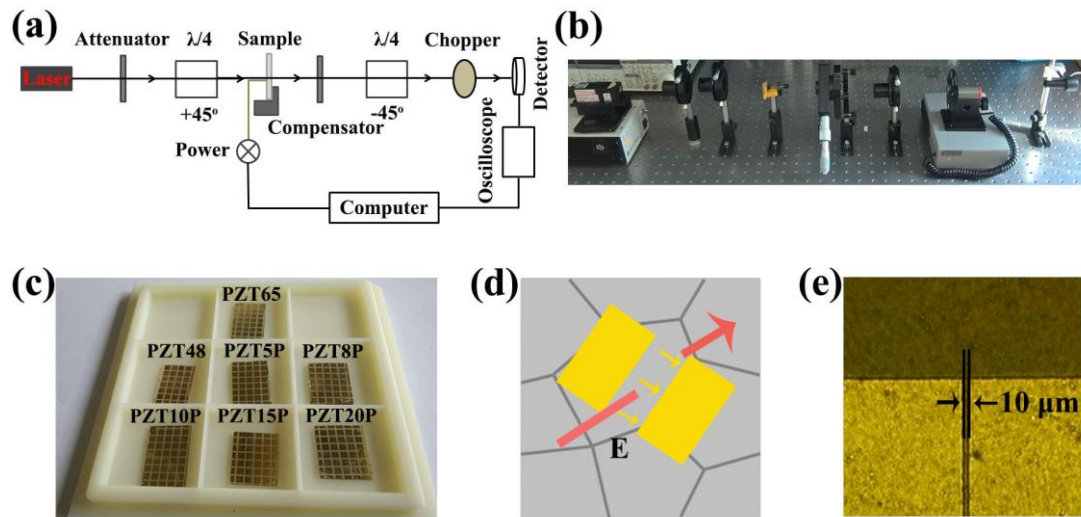 (a)
Attenuator
λ/4
Sample
λ/4
Chopper
Laser
Detector
+45°
Compensator
-45°
Power
Oscilloscope
Computer
(b)
(c)
PZT65
PZT48
PZT5P
PZT8P
PZT10P
PZT15P
PZT20P
(d)
E
(e)
10 μm